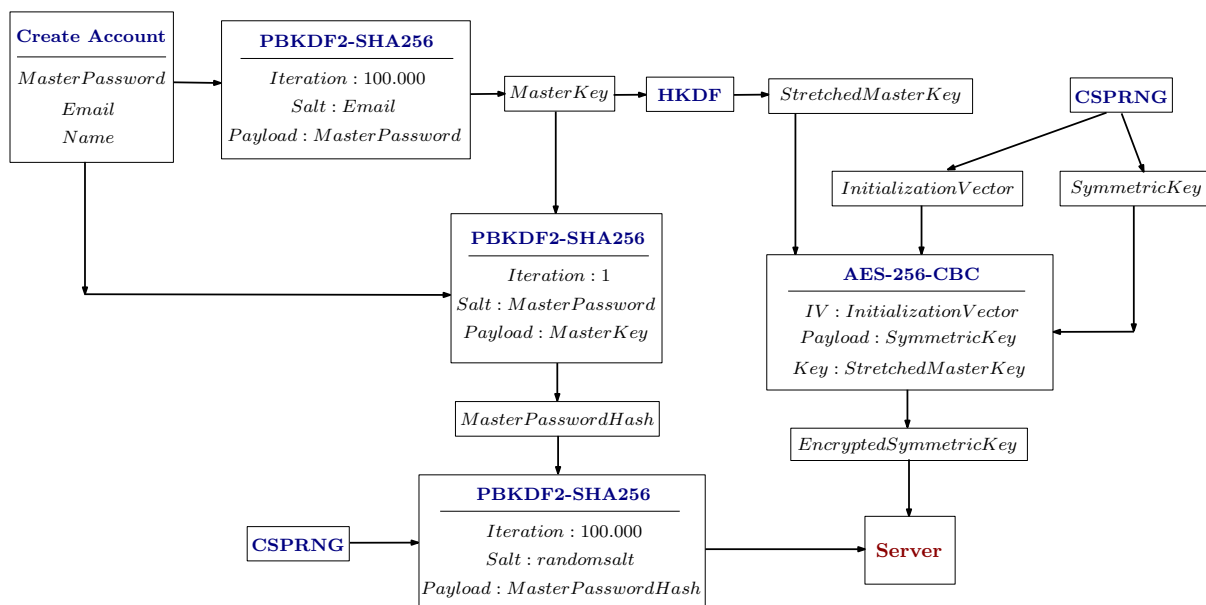 Create Account
MasterPassword
Email
Name
PBKDF2-SHA256
Iteration : 100.000
Salt : Email
Payload : MasterPassword
MasterKey
HKDF
StretchedMasterKey
CSPRNG
InitializationVector
SymmetricKey
PBKDF2-SHA256
Iteration : 1
Salt : MasterPassword
Payload : MasterKey
AES-256-CBC
IV : InitializationVector
Payload : SymmetricKey
Key : StretchedMasterKey
MasterPasswordHash
EncryptedSymmetricKey
CSPRNG
PBKDF2-SHA256
Iteration : 100.000
Salt : randomsalt
Payload : MasterPasswordHash
Server